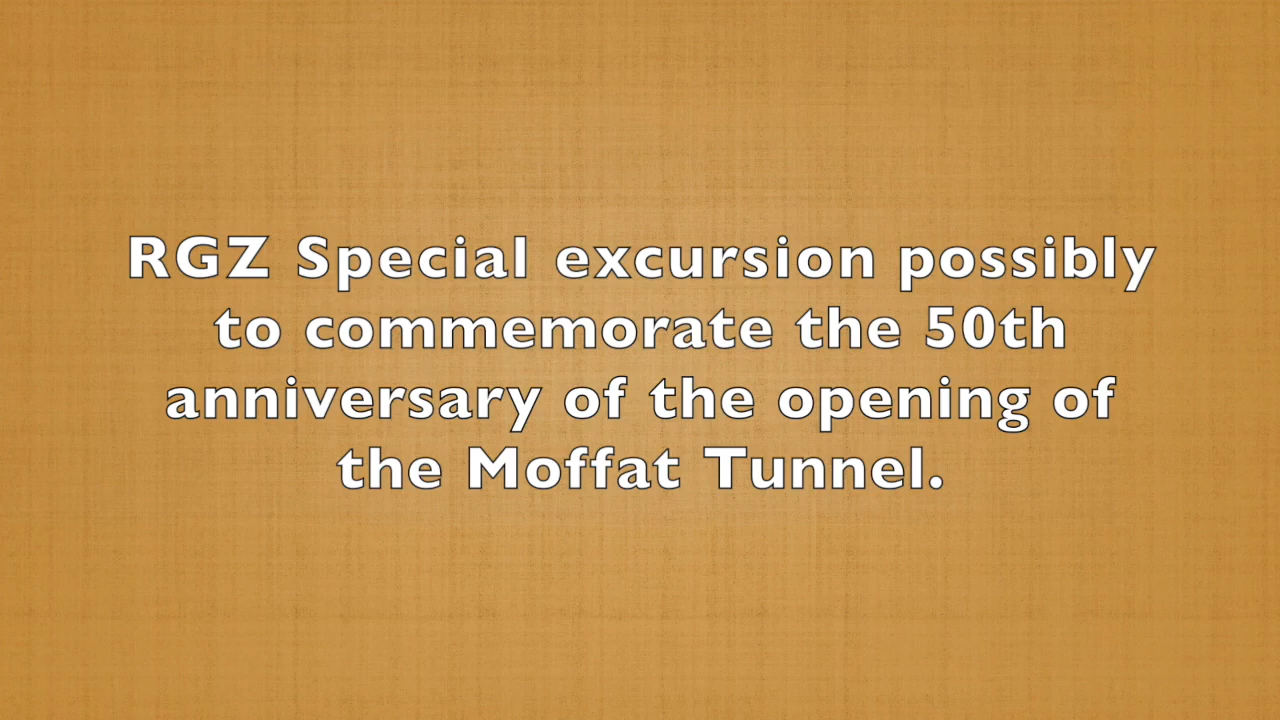 RGZ Special excursion possibly
to commemorate the 50th
anniversary of the opening of
the Moffat Tunnel.